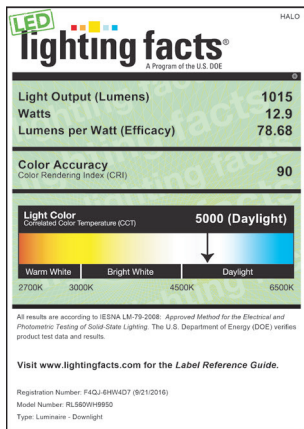 HALO
LED
lighting facts®
A Program of the U.S. DOE
Light Output (Lumens) 1015
Watts 12.9
Lumens per Watt (Efficacy) 78.68
Color Accuracy
Color Rendering Index (CRI) 90
Light Color
Correlated Color Temperature (CCT) 5000 (Daylight)
Warm White Bright White Daylight
2700K 3000K 4500K 6500K
All results are according to IESNA LM-79-2008: Approved Method for the Electrical and
Photometric Testing of Solid-State Lighting. The U.S. Department of Energy (DOE) verifies
product test data and results.
Visit www.lightingfacts.com for the Label Reference Guide.
Registration Number: F4QJ-6HW4D7 (9/21/2016)
Model Number: RLS60WH9950
Type: Luminaire - Downlight